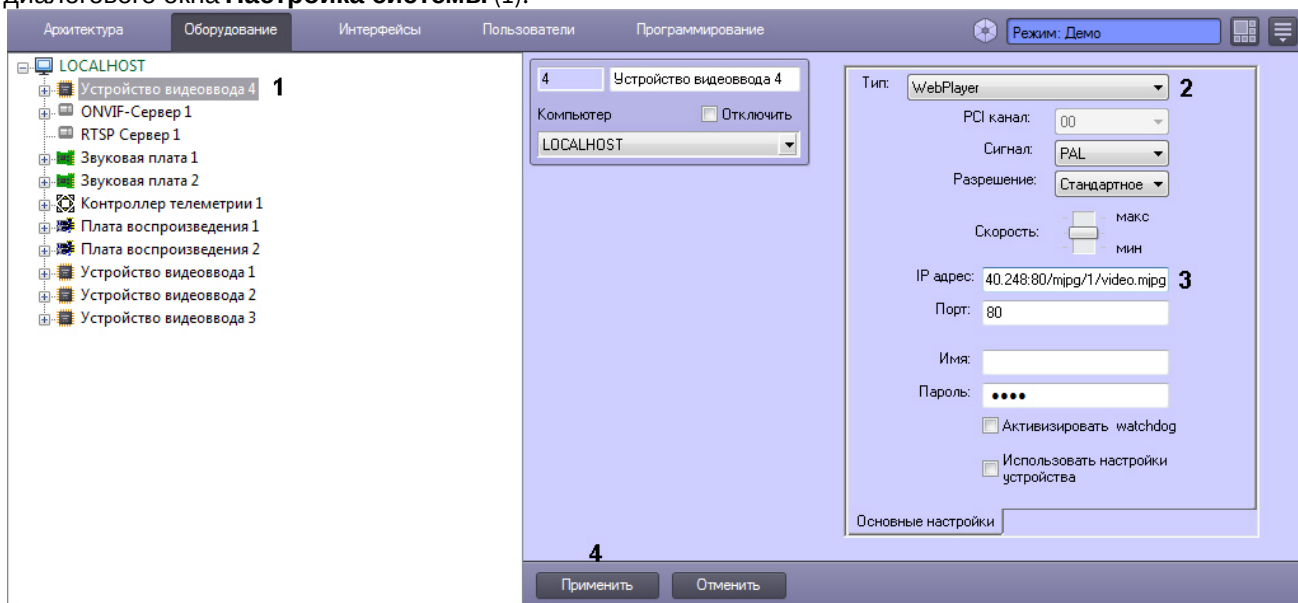 диалогового окна Настройка системы (1).
Архитектура Оборудование Интерфейсы Пользователи Программирование Режим: Демо
LOCALHOST
Устройство видеоввода 4 1
ONVIF-Сервер 1
RTSP Сервер 1
Звуковая плата 1
Звуковая плата 2
Контроллер телеметрии 1
Плата воспроизведения 1
Плата воспроизведения 2
Устройство видеоввода 1
Устройство видеоввода 2
Устройство видеоввода 3
4 Устройство видеоввода 4
Компьютер Отключить
LOCALHOST
Тип: WebPlayer 2
PCI канал: 00
Сигнал: PAL
Разрешение: Стандартное
макс
Скорость:
мин
IP адрес: 40.248:80/mjpg/1/video.mjpg 3
Порт: 80
Имя:
Пароль: ●●●●
Активизировать watchdog
Использовать настройки
устройства
Основные настройки
4
Применить Отменить